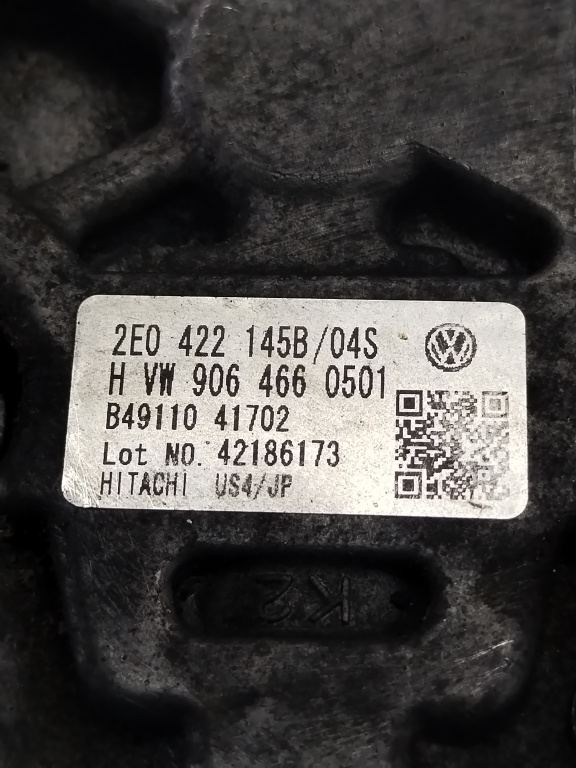 2E0 422 145B/04S
H VW 906 466 0501
B49110 41702
Lot NO. 42186173
HITACHI US4/JP
K2